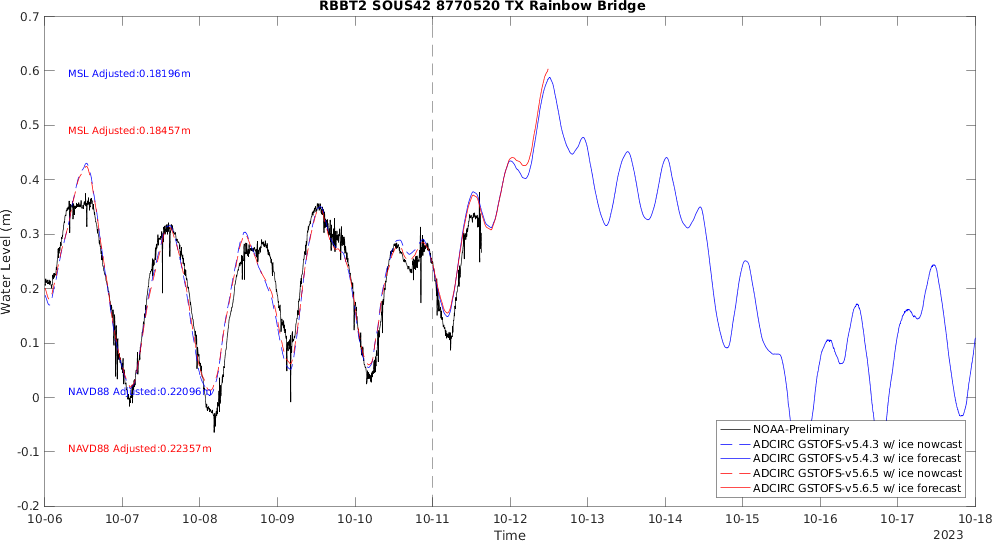 RBBT2 SOUS42 8770520 TX Rainbow Bridge
0.7
0.6
0.5
0.4
0.3
0.2
0.1
0
-0.1
-0.2
Water Level (m)
MSL Adjusted:0.18196m
MSL Adjusted:0.18457m
NAVD88 Adjusted:0.22096m
NAVD88 Adjusted:0.22357m
NOAA-Preliminary
ADCIRC GSTOFS-v5.4.3 w/ ice nowcast
ADCIRC GSTOFS-v5.4.3 w/ ice forecast
ADCIRC GSTOFS-v5.6.5 w/ ice nowcast
ADCIRC GSTOFS-v5.6.5 w/ ice forecast
10-06 10-07 10-08 10-09 10-10 10-11 10-12 10-13 10-14 10-15 10-16 10-17 10-18
Time
2023